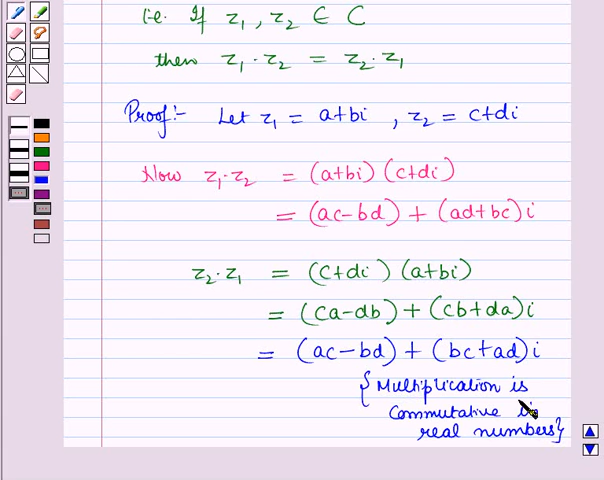 i.e. If z₁, z₂ ∈ C
then z₁·z₂ = z₂·z₁
Proof:- Let z₁ = a+bi , z₂ = c+di
Now z₁·z₂ = (a+bi) (c+di)
= (ac-bd) + (ad+bc)i
z₂·z₁ = (c+di) (a+bi)
= (ca-db) + (cb+da)i
= (ac-bd) + (bc+ad)i
{Multiplication is
commutative in
real numbers}